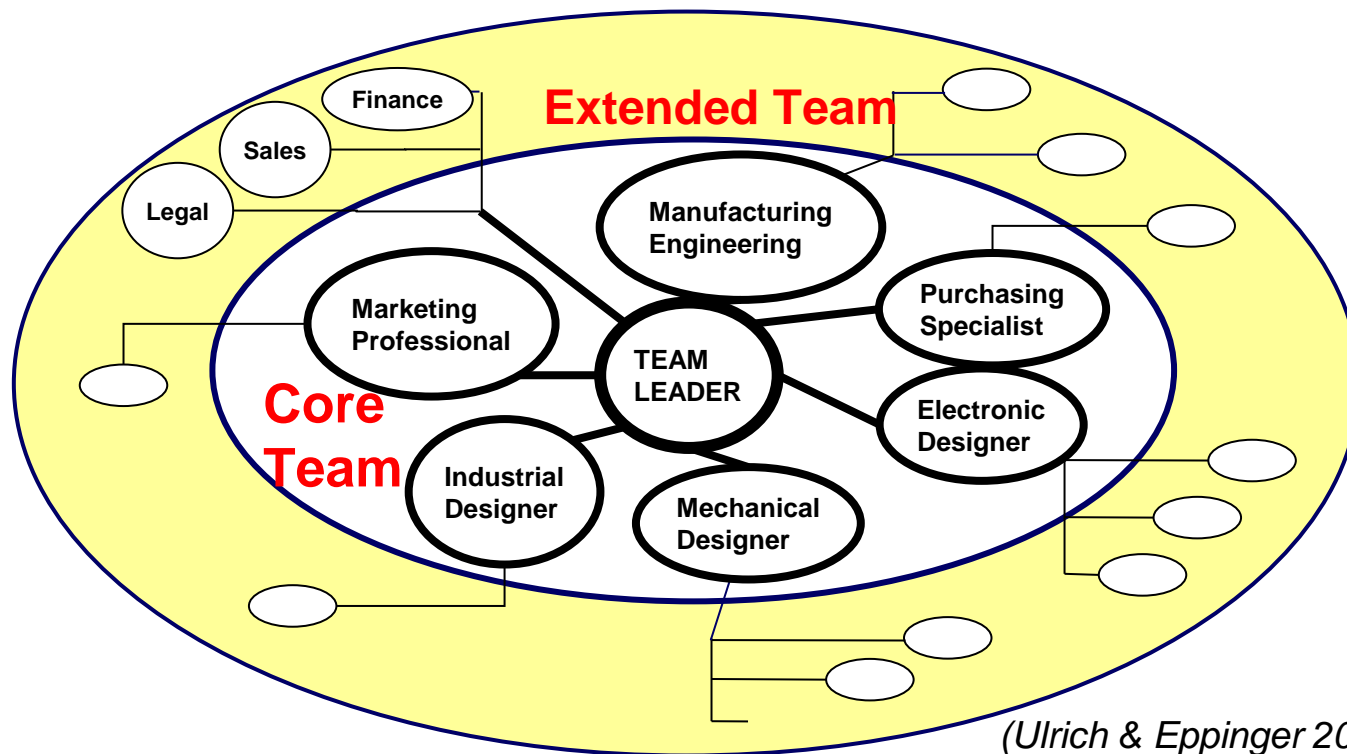 Finance
Extended Team
Sales
Legal
Manufacturing
Engineering
Marketing
Professional
Purchasing
Specialist
TEAM
LEADER
Core
Team
Electronic
Designer
Industrial
Designer
Mechanical
Designer
(Ulrich & Eppinger 20